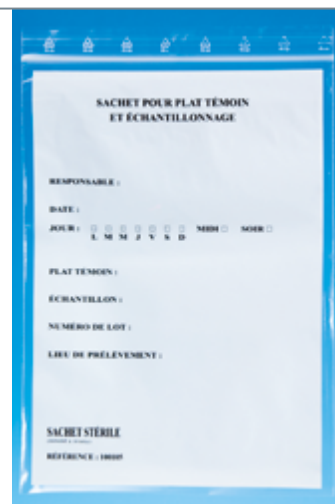 SACHET POUR PLAT TÉMOIN
ET ÉCHANTILLONNAGE
RESPONSABLE :
DATE :
JOUR : MIDI SOIR
L M M J V S D
PLAT TEMOIN :
ÉCHANTILLON :
NUMÉRO DE LOT :
LIEU DE PRÉLÈVEMENT :
SACHET STÉRILE
RÉFÉRENCE : 100105